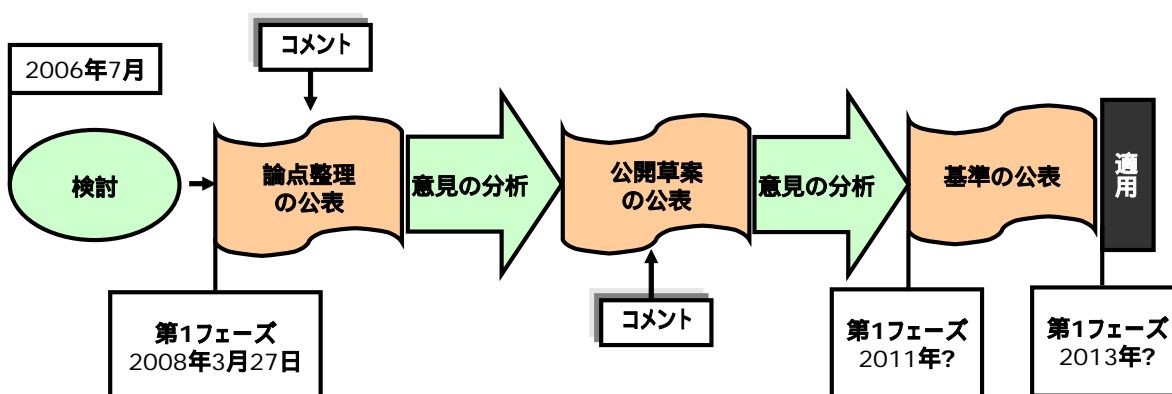 2006年7月
コメント
検討
論点整理
の公表
意見の分析
公開草案
の公表
意見の分析
基準の公表
適用
コメント
第1フェーズ
2008年3月27日
第1フェーズ
2011年?
第1フェーズ
2013年?